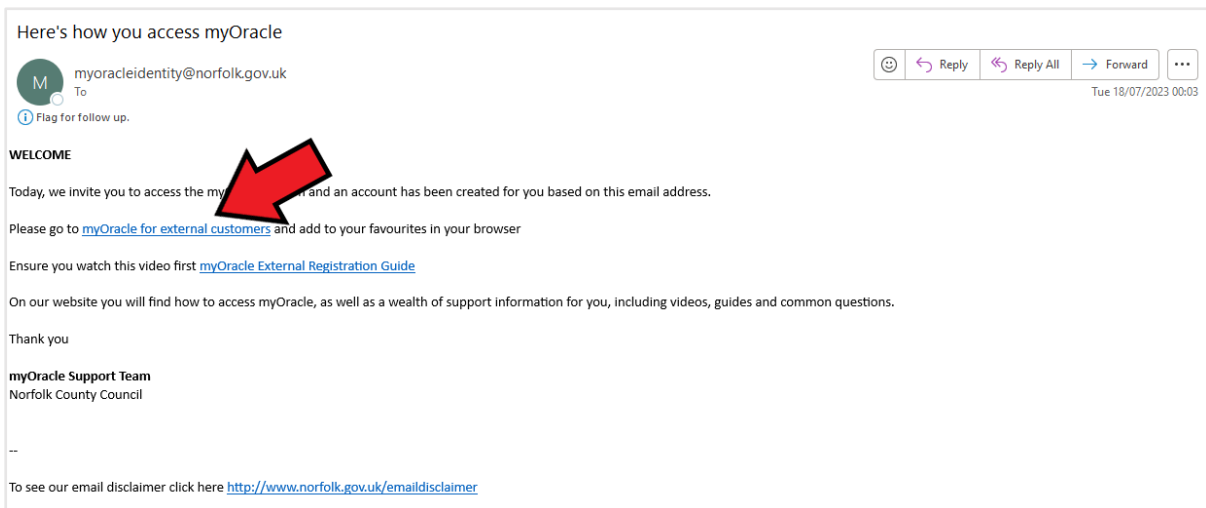 Here's how you access myOracle
M
myoracleidentity@norfolk.gov.uk
To
Reply
Reply All
Forward
Tue 18/07/2023 00:03
Flag for follow up.
WELCOME
Today, we invite you to access the and an account has been created for you based on this email address.
Please go to myOracle for external customers and add to your favourites in your browser
Ensure you watch this video first myOracle External Registration Guide
On our website you will find how to access myOracle, as well as a wealth of support information for you, including videos, guides and common questions.
Thank you
myOracle Support Team
Norfolk County Council
--
To see our email disclaimer click here http://www.norfolk.gov.uk/emaildisclaimer